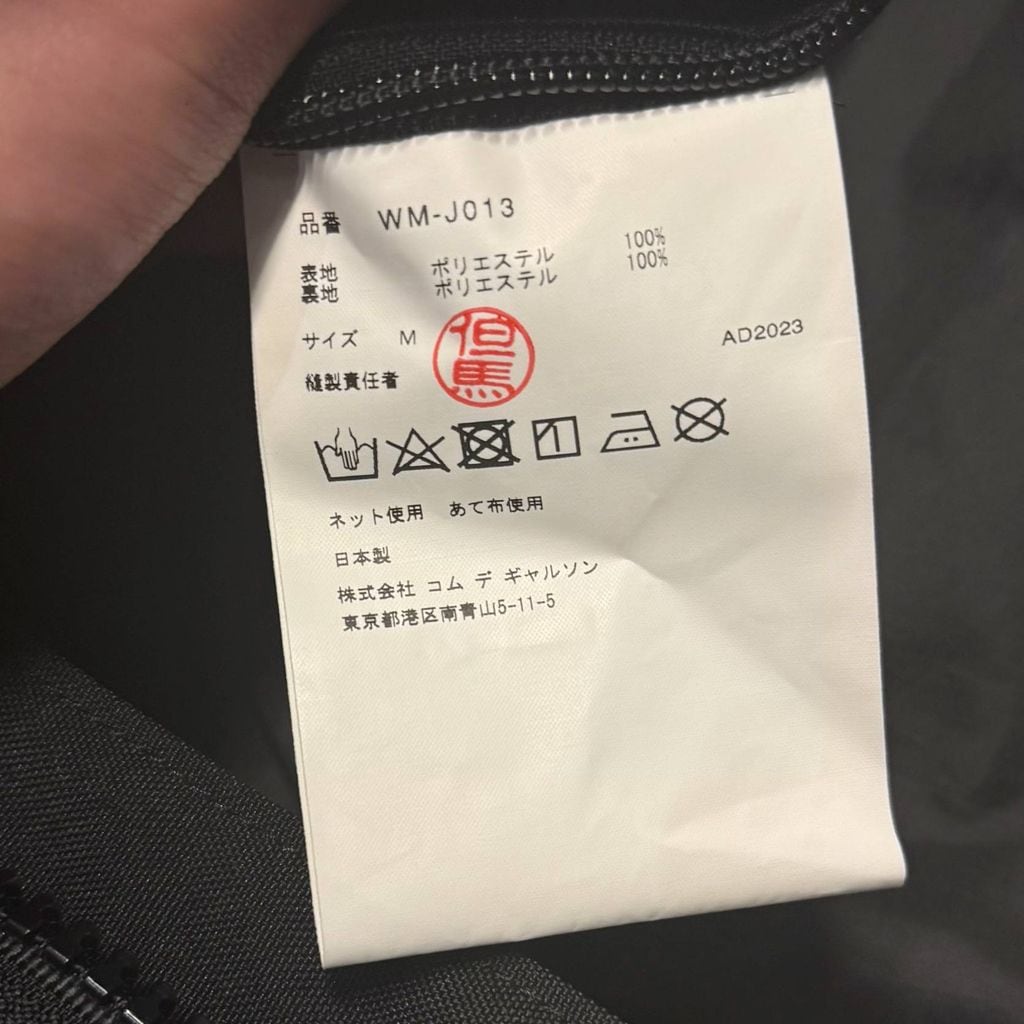 品番 WM-J013
表地 ポリエステル 100%
裏地 ポリエステル 100%
サイズ M AD2023
縫製責任者 但馬
ネット使用 あて布使用
日本製
株式会社 コム デ ギャルソン
東京都港区南青山5-11-5